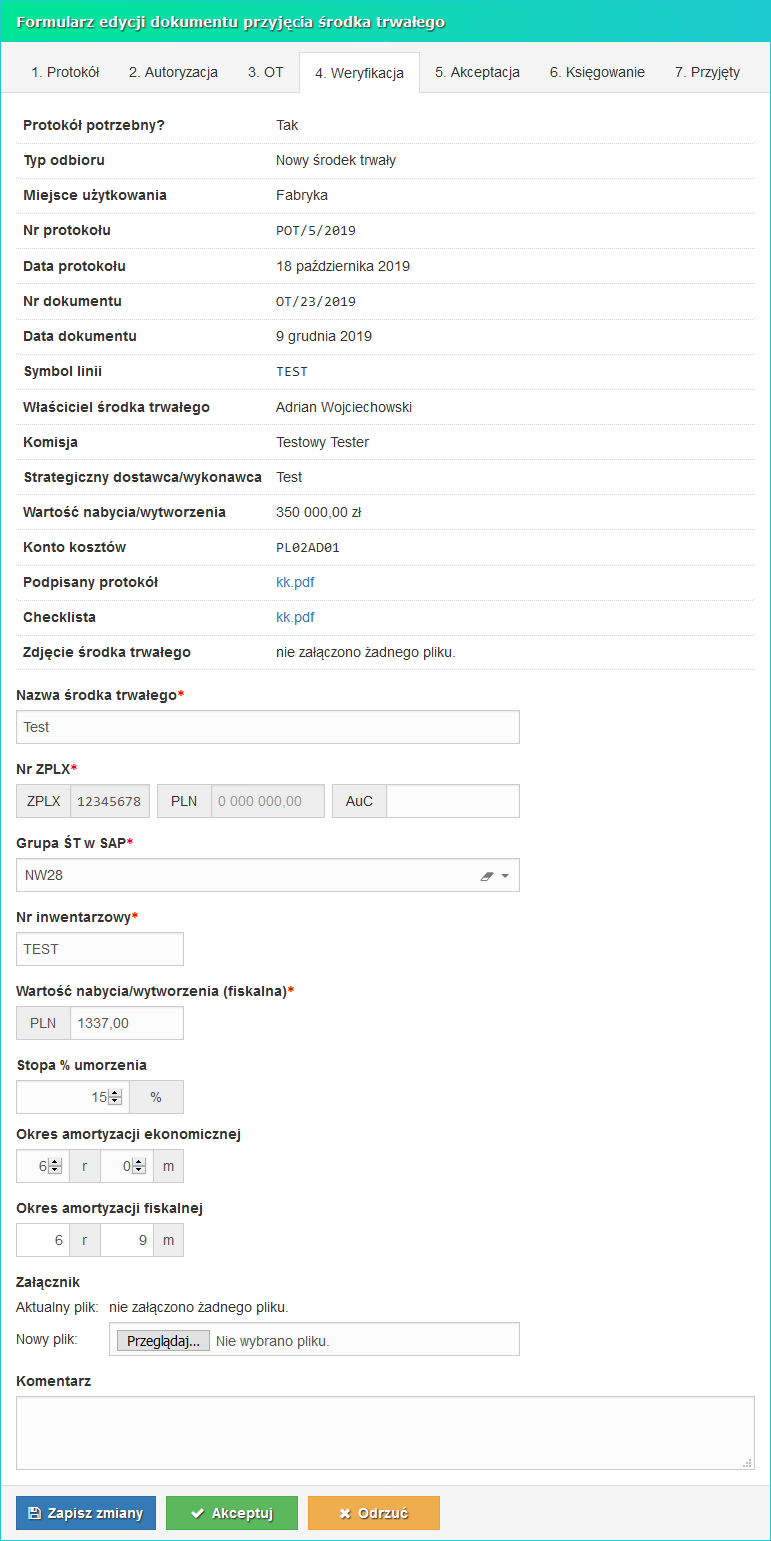 Formularz edycji dokumentu przyjęcia środka trwałego
1. Protokół 2. Autoryzacja 3. OT 4. Weryfikacja 5. Akceptacja 6. Księgowanie 7. Przyjęty
Protokół potrzebny? Tak
Typ odbioru Nowy środek trwały
Miejsce użytkowania Fabryka
Nr protokołu POT/5/2019
Data protokołu 18 października 2019
Nr dokumentu OT/23/2019
Data dokumentu 9 grudnia 2019
Symbol linii TEST
Właściciel środka trwałego Adrian Wojciechowski
Komisja Testowy Tester
Strategiczny dostawca/wykonawca Test
Wartość nabycia/wytworzenia 350 000,00 zł
Konto kosztów PL02AD01
Podpisany protokół kk.pdf
Checklista kk.pdf
Zdjęcie środka trwałego nie załączono żadnego pliku.
Nazwa środka trwałego*
Test
Nr ZPLX*
ZPLX 12345678 PLN 0 000 000,00 AuC
Grupa ŚT w SAP*
NW28
Nr inwentarzowy*
TEST
Wartość nabycia/wytworzenia (fiskalna)*
PLN 1337,00
Stopa % umorzenia
15 %
Okres amortyzacji ekonomicznej
6 r 0 m
Okres amortyzacji fiskalnej
6 r 9 m
Załącznik
Aktualny plik: nie załączono żadnego pliku.
Nowy plik: Przeglądaj... Nie wybrano pliku.
Komentarz
Zapisz zmiany Akceptuj Odrzuć